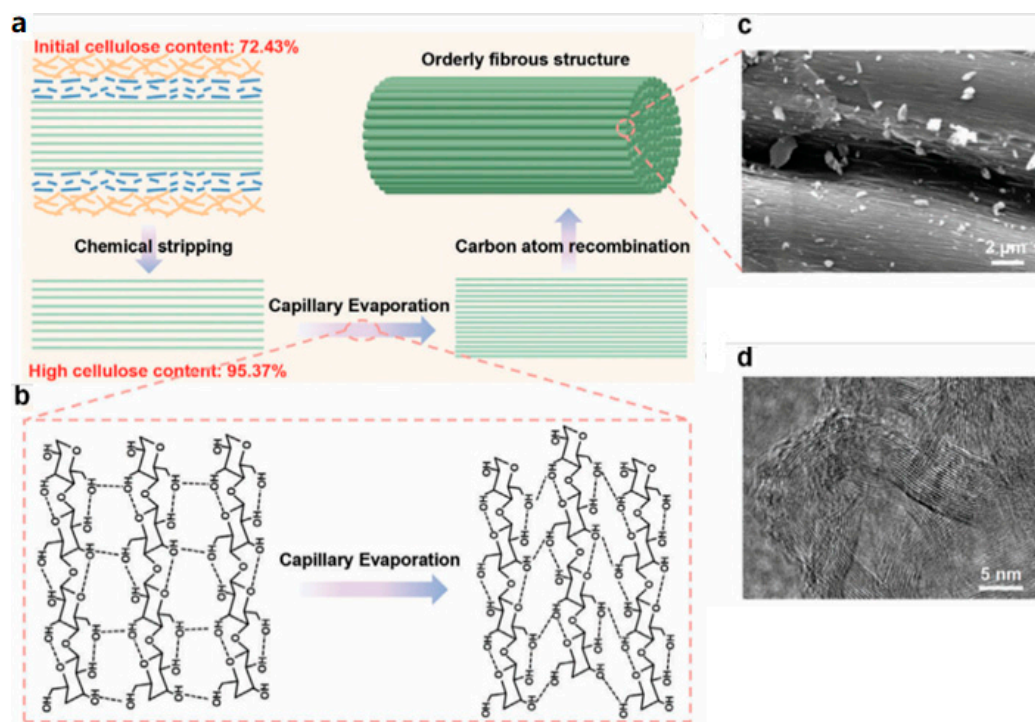 a
Initial cellulose content: 72.43%
Orderly fibrous structure
Chemical stripping
Carbon atom recombination
Capillary Evaporation
High cellulose content: 95.37%
b
Capillary Evaporation
c
2 μm
d
5 nm